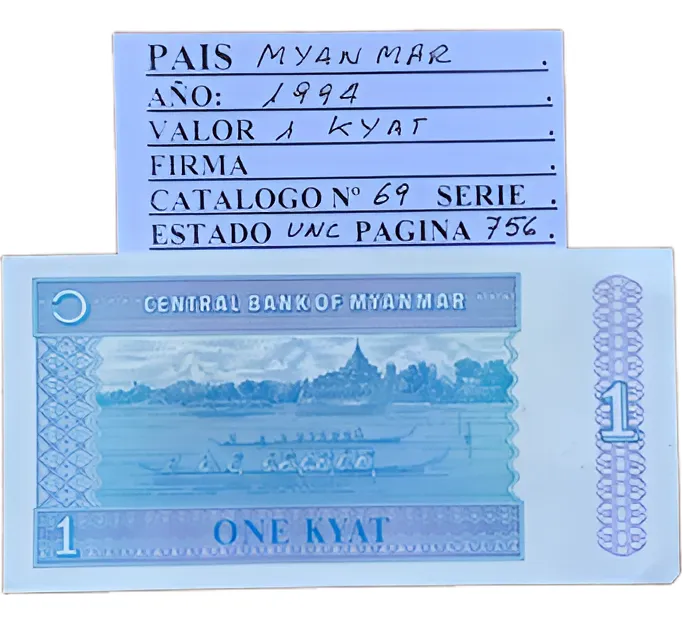 PAIS MYANMAR .
AÑO: 1994 .
VALOR 1 KYAT .
FIRMA .
CATALOGO Nº 69 SERIE .
ESTADO UNC PAGINA 756 .
၁ CENTRAL BANK OF MYANMAR
1
1 ONE KYAT